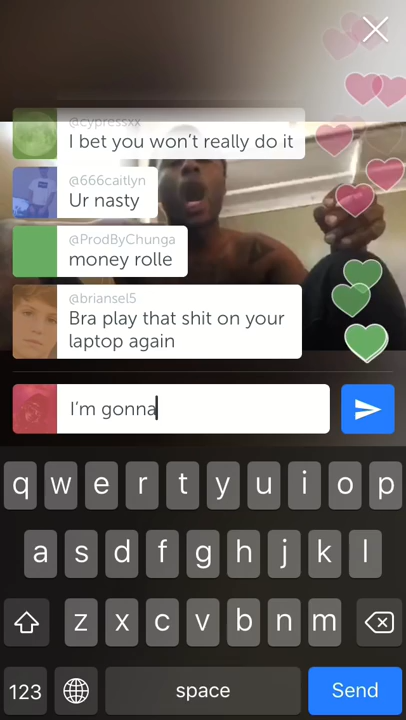 @cypressxx
I bet you won't really do it
@666caitlyn
Ur nasty
@ProdByChunga
money rolle
@briansel5
Bra play that shit on your
laptop again
I'm gonna
q w e r t y u i o p
a s d f g h j k l
z x c v b n m
123 space Send